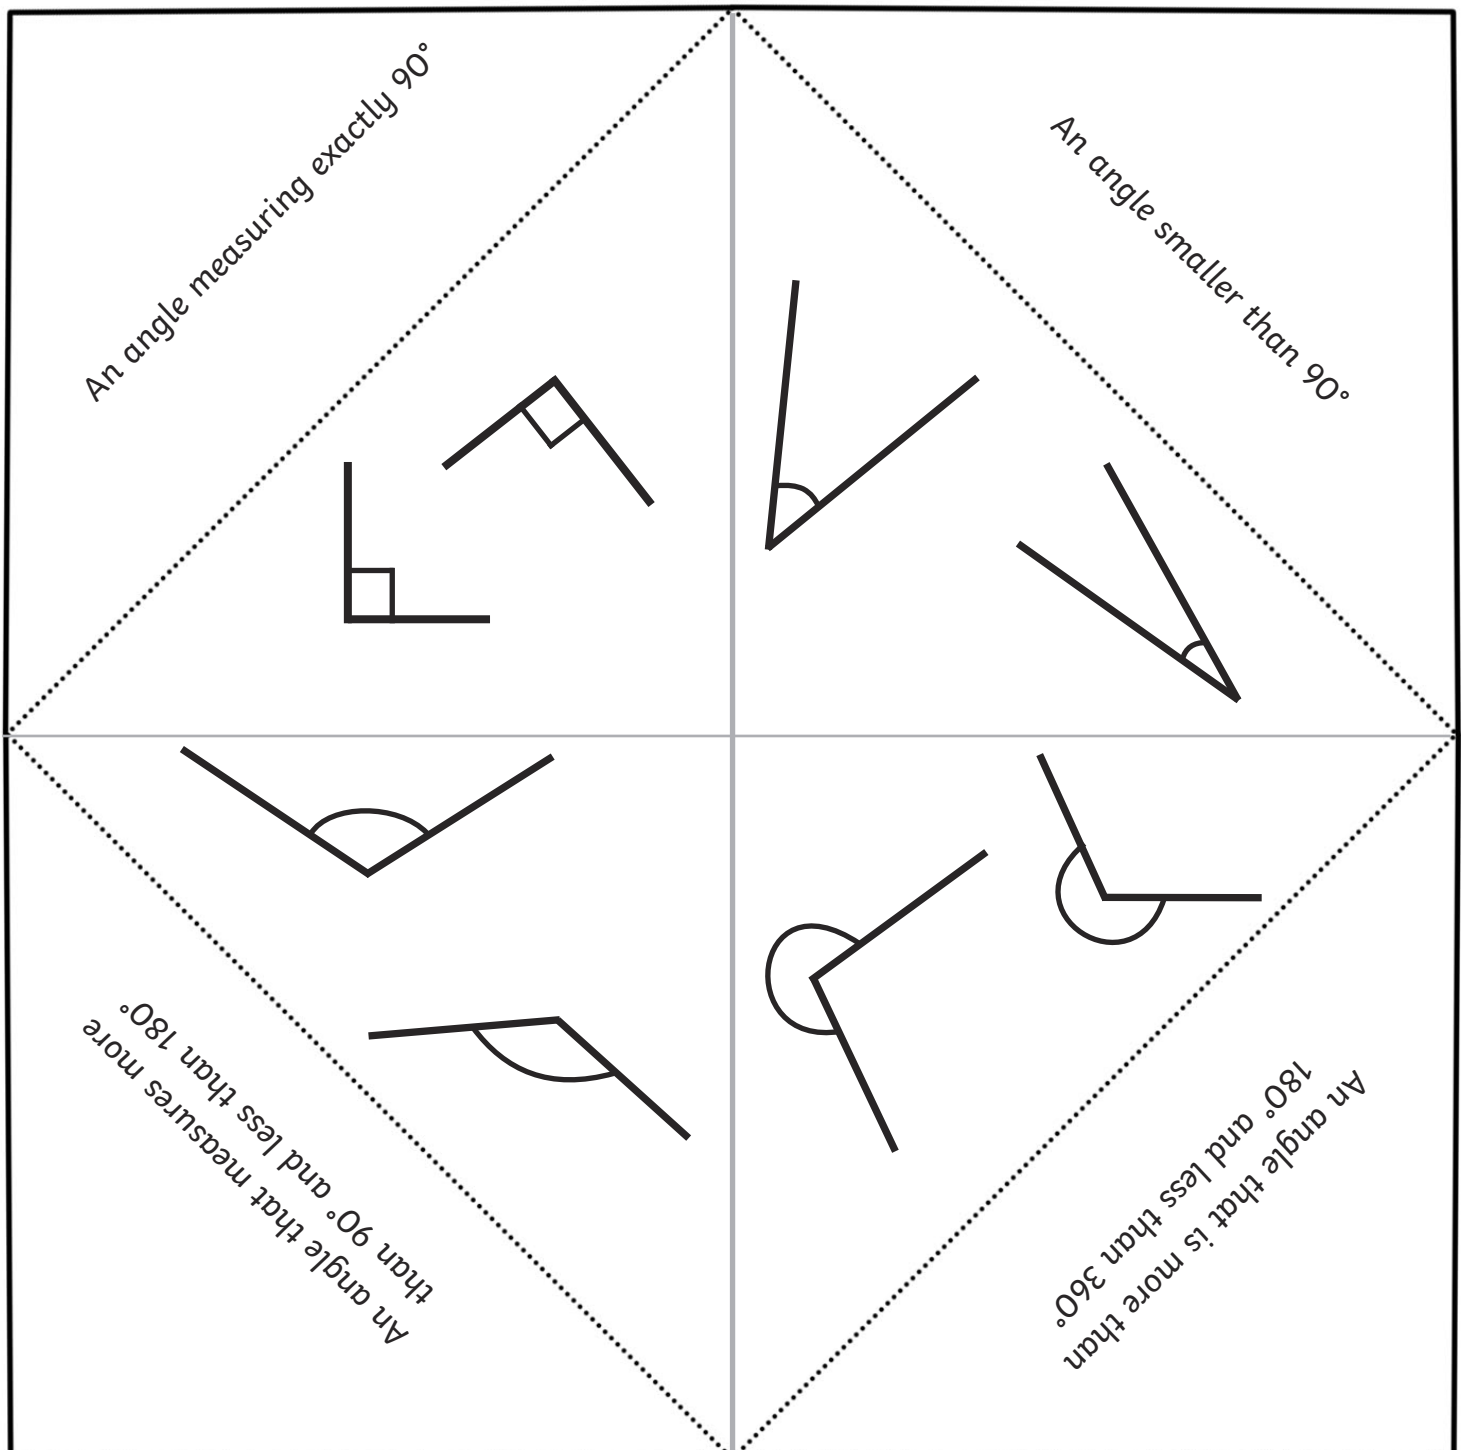 An angle measuring exactly 90°
An angle smaller than 90°
An angle that measures more
than 90° and less than 180°
An angle that is more than
180° and less than 360°